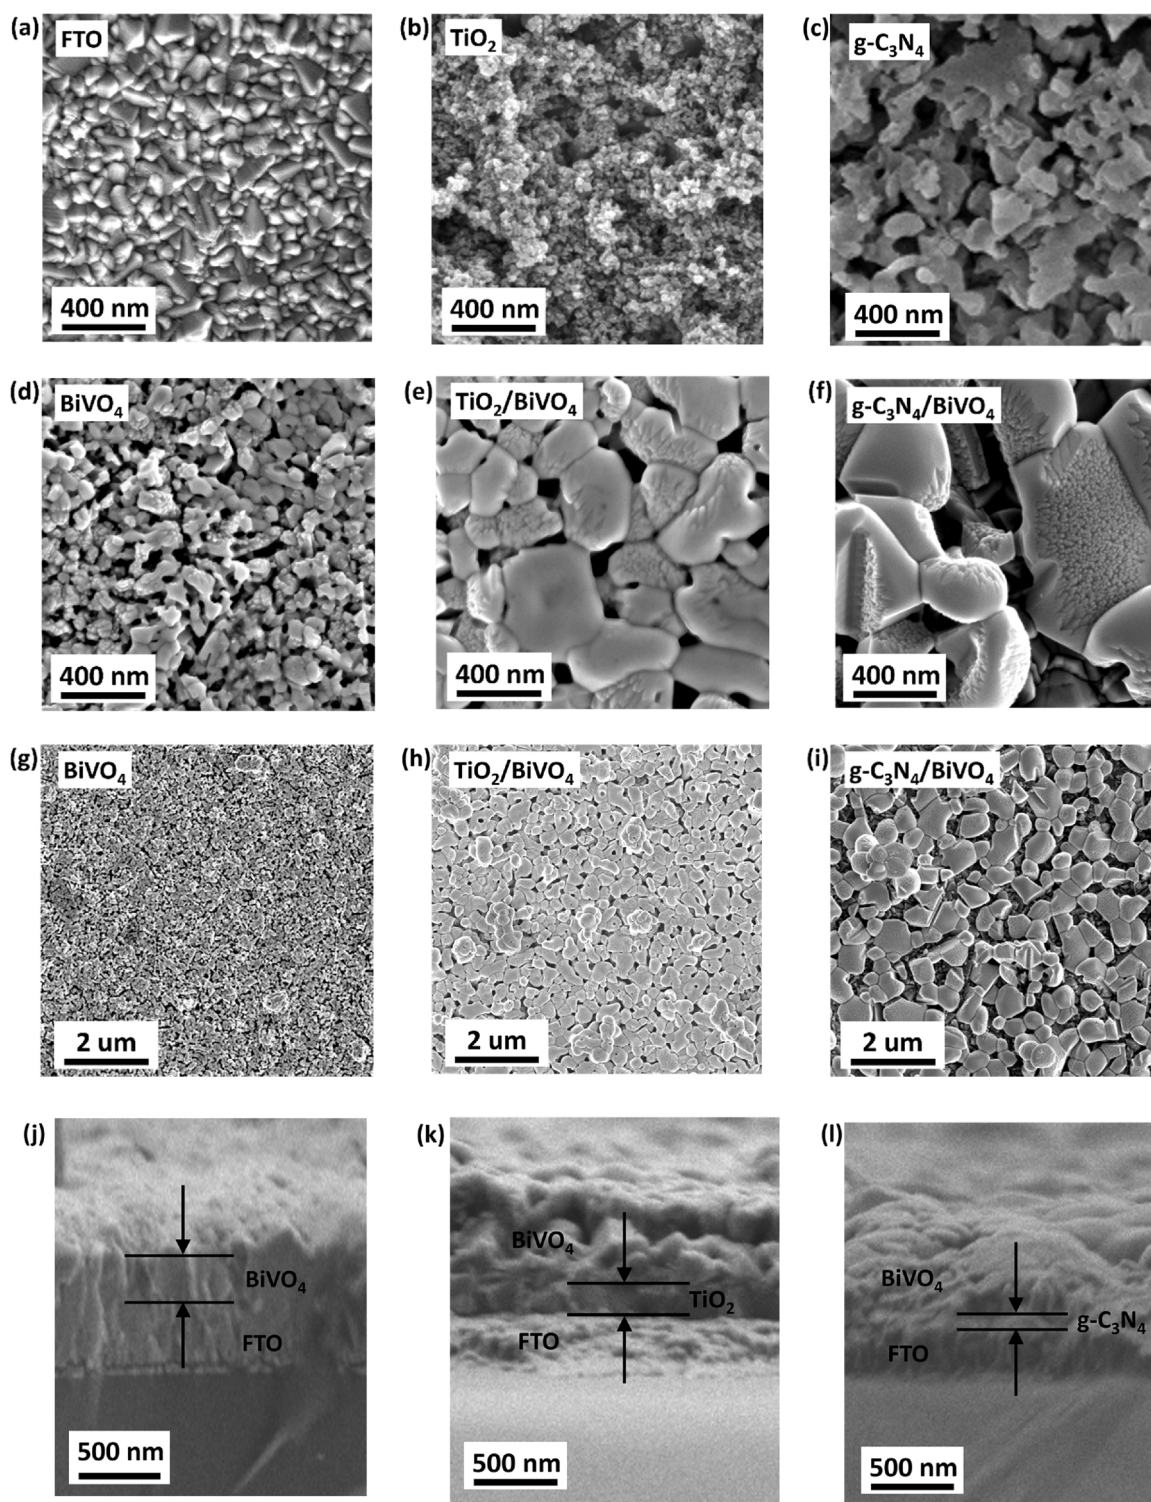 (a) FTO
400 nm
(b) TiO₂
400 nm
(c) g-C₃N₄
400 nm
(d) BiVO₄
400 nm
(e) TiO₂/BiVO₄
400 nm
(f) g-C₃N₄/BiVO₄
400 nm
(g) BiVO₄
2 um
(h) TiO₂/BiVO₄
2 um
(i) g-C₃N₄/BiVO₄
2 um
(j)
BiVO₄
FTO
500 nm
(k)
BiVO₄
TiO₂
FTO
500 nm
(l)
BiVO₄
g-C₃N₄
FTO
500 nm